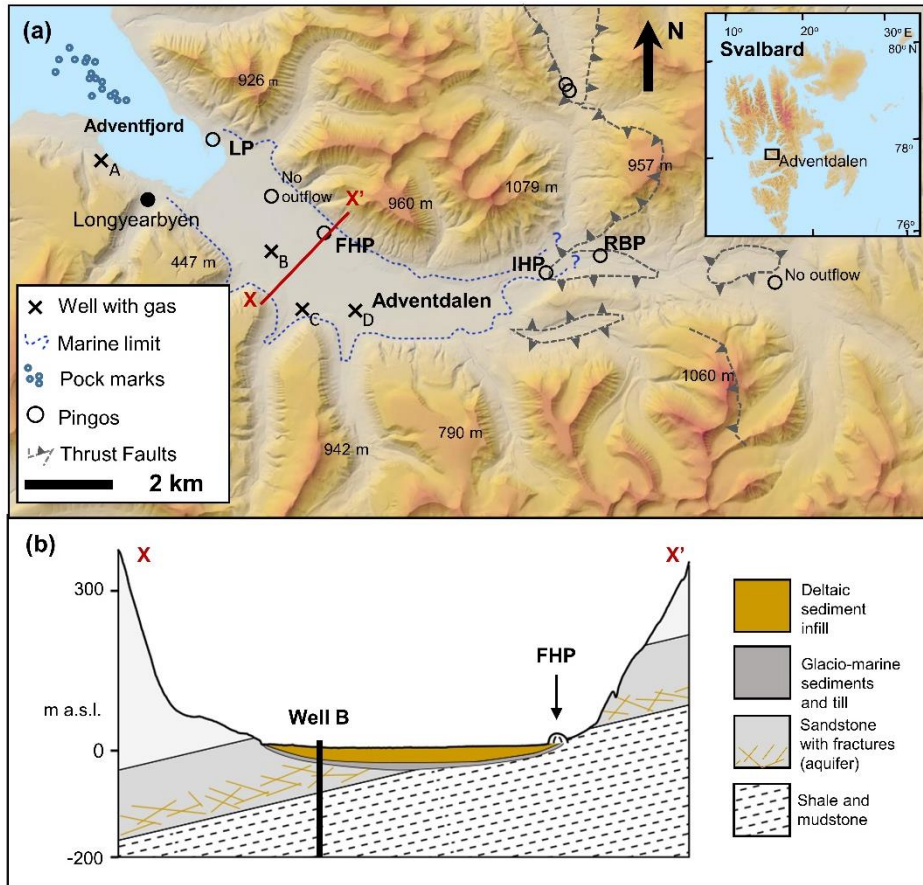 (a)
926 m
N
10°
20°
30° E
80°
Svalbard
78°
Adventdalen
76°
Adventfjord
A
LP
No
outflow
X'
Longyearbyen
960 m
1079 m
957 m
FHP
RBP
?
?
IHP
No outflow
447 m
B
X
C
D
Adventdalen
1060 m
942 m
790 m
Well with gas
Marine limit
Pock marks
Pingos
Thrust Faults
2 km
(b)
X
X'
300
m a.s.l.
0
-200
Well B
FHP
Deltaic
sediment
infill
Glacio-marine
sediments
and till
Sandstone
with fractures
(aquifer)
Shale and
mudstone